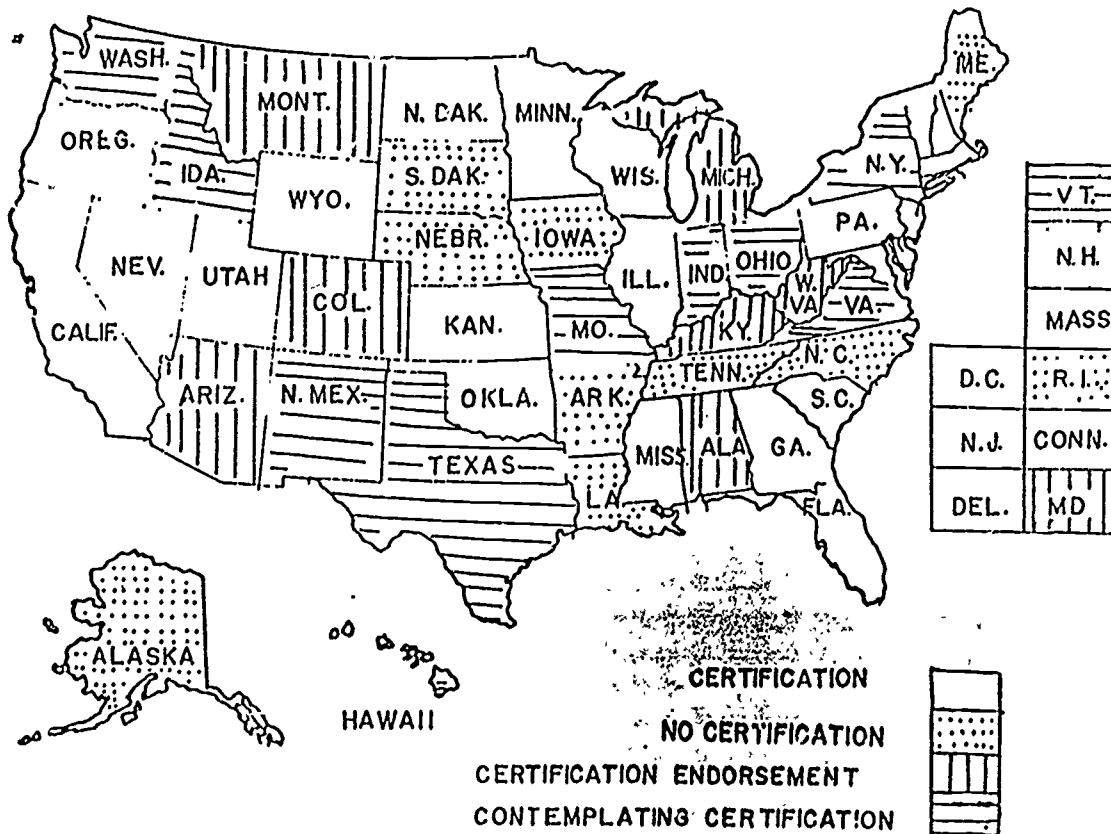 WASH.
MONT.
N. DAK.
MINN.
ME.
OREG.
IDA.
S. DAK.
WIS.
MICH.
N.Y.
WYO.
VT.
NEBR.
IOWA
PA.
NEV.
UTAH
ILL.
IND
OHIO
W. VA
N.H.
COL.
VA.
CALIF.
KAN.
MO.
KY.
MASS
ARIZ.
N. MEX.
OKLA.
ARK.
TENN.
N.C.
S.C.
D.C.
R.I.
TEXAS
MISS.
ALA
GA.
N.J.
CONN.
LA
FLA.
DEL.
MD
ALASKA
HAWAII
CERTIFICATION
NO CERTIFICATION
CERTIFICATION ENDORSEMENT
CONTEMPLATING CERTIFICATION